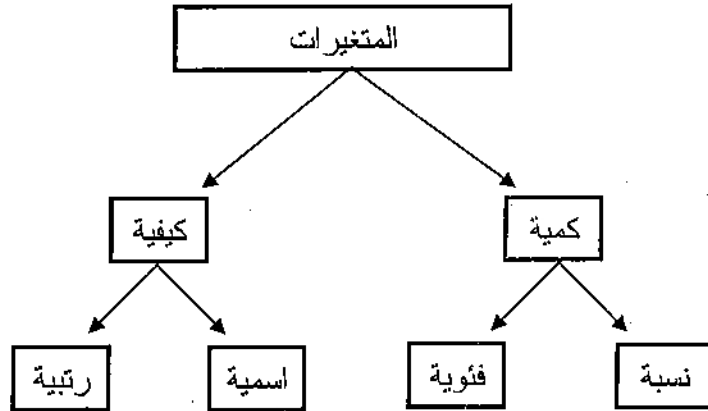 المتغيرات
كمية
كيفية
نسبة
فئوية
اسمية
رتبية